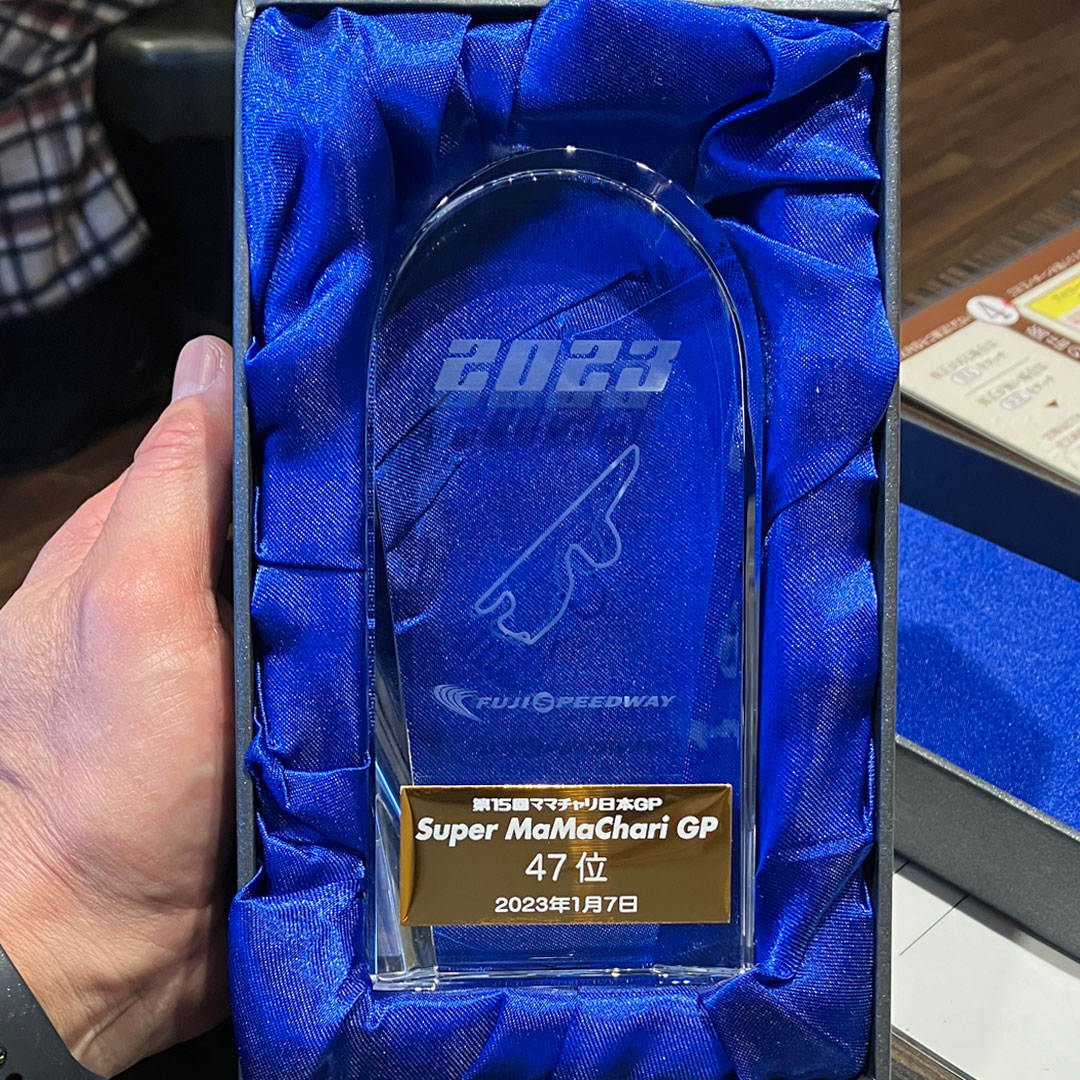 2023
FUJI SPEEDWAY
第15回ママチャリ日本GP
Super MaMaChari GP
47位
2023年1月7日
4